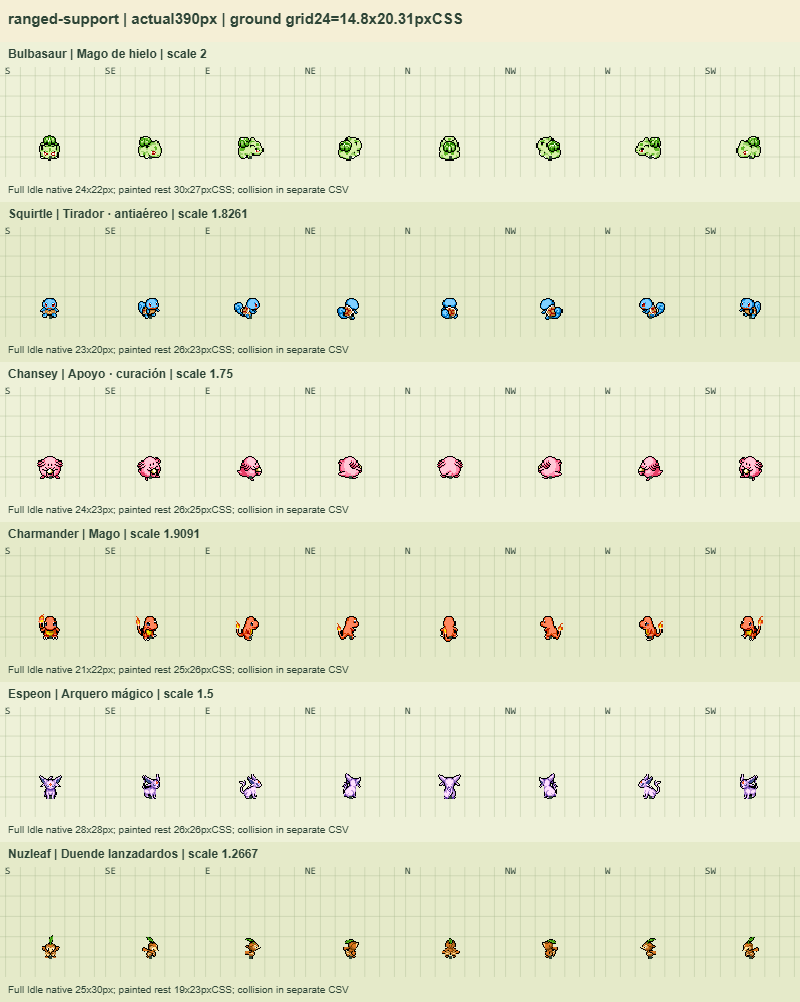 ranged-support | actual390px | ground grid24=14.8x20.31pxCSS
Bulbasaur | Mago de hielo | scale 2
S SE E NE N NW W SW
Full Idle native 24x22px; painted rest 30x27pxCSS; collision in separate CSV
Squirtle | Tirador · antiaéreo | scale 1.8261
S SE E NE N NW W SW
Full Idle native 23x20px; painted rest 26x23pxCSS; collision in separate CSV
Chansey | Apoyo · curación | scale 1.75
S SE E NE N NW W SW
Full Idle native 24x23px; painted rest 26x25pxCSS; collision in separate CSV
Charmander | Mago | scale 1.9091
S SE E NE N NW W SW
Full Idle native 21x22px; painted rest 25x26pxCSS; collision in separate CSV
Espeon | Arquero mágico | scale 1.5
S SE E NE N NW W SW
Full Idle native 28x28px; painted rest 26x26pxCSS; collision in separate CSV
Nuzleaf | Duende lanzadardos | scale 1.2667
S SE E NE N NW W SW
Full Idle native 25x30px; painted rest 19x23pxCSS; collision in separate CSV